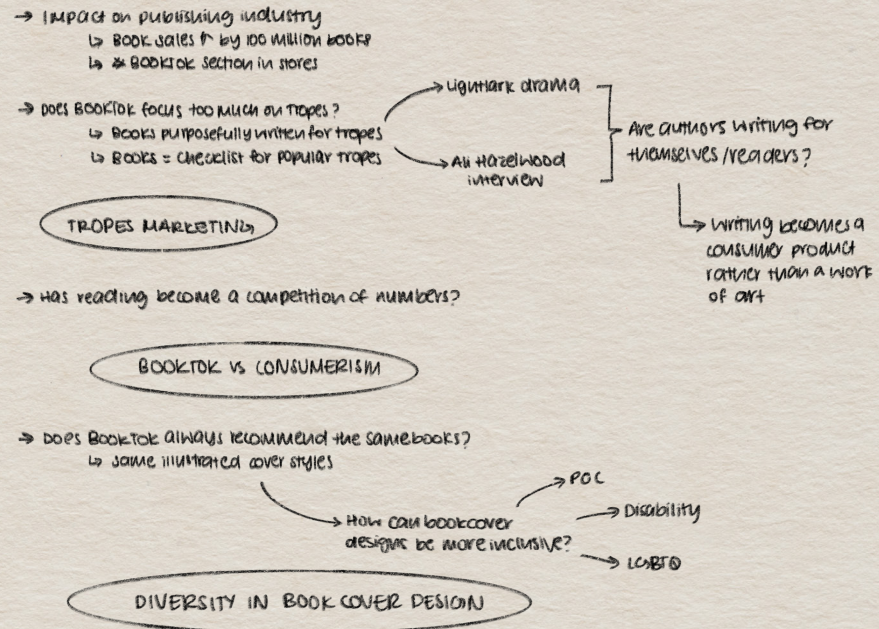 → Impact on publishing industry
↳ Book sales ↑ by 100 million books
↳ * BookTok section in stores
→ Does BookTok focus too much on Tropes?
↳ Books purposefully written for tropes
↳ Books = checklist for popular tropes
→ Lightlark drama
→ Ali Hazelwood
interview
Are authors writing for
themselves/readers?
↳ Writing becomes a
consumer product
rather than a work
of art
TROPES MARKETING
→ Has reading become a competition of numbers?
BOOKTOK VS CONSUMERISM
→ Does BookTok always recommend the same books?
↳ Same illustrated cover styles
→ How can bookcover
designs be more inclusive?
→ POC
→ Disability
→ LGBTQ
DIVERSITY IN BOOK COVER DESIGN